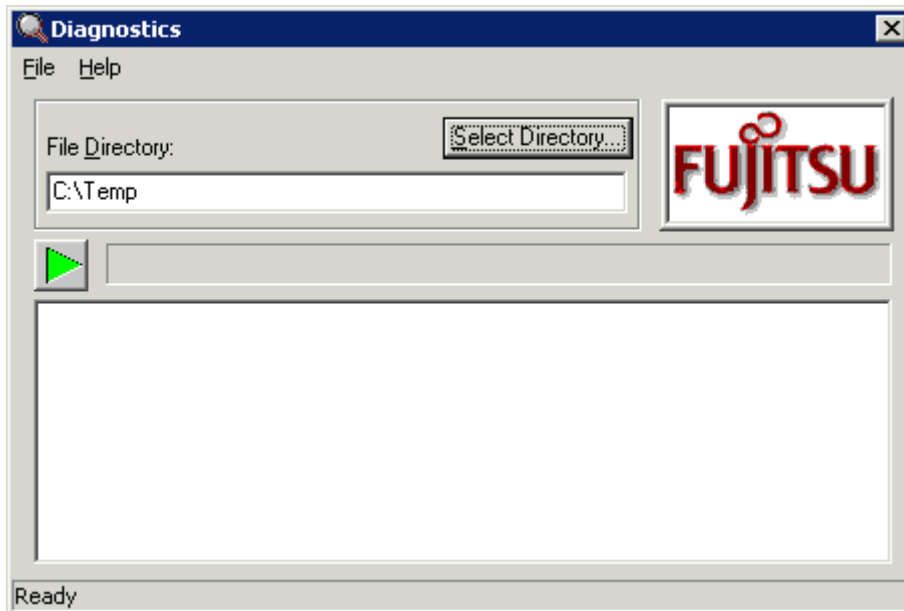 Diagnostics
File Help
File Directory:
Select Directory...
C:\Temp
FUJITSU
Ready